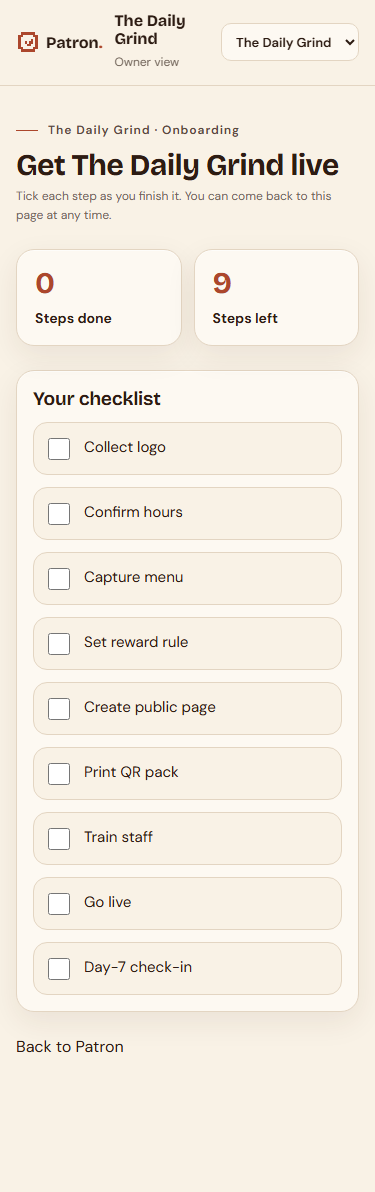 Patron.
The Daily
Grind
Owner view
The Daily Grind
The Daily Grind · Onboarding
Get The Daily Grind live
Tick each step as you finish it. You can come back to this
page at any time.
0
Steps done
9
Steps left
Your checklist
Collect logo
Confirm hours
Capture menu
Set reward rule
Create public page
Print QR pack
Train staff
Go live
Day-7 check-in
Back to Patron